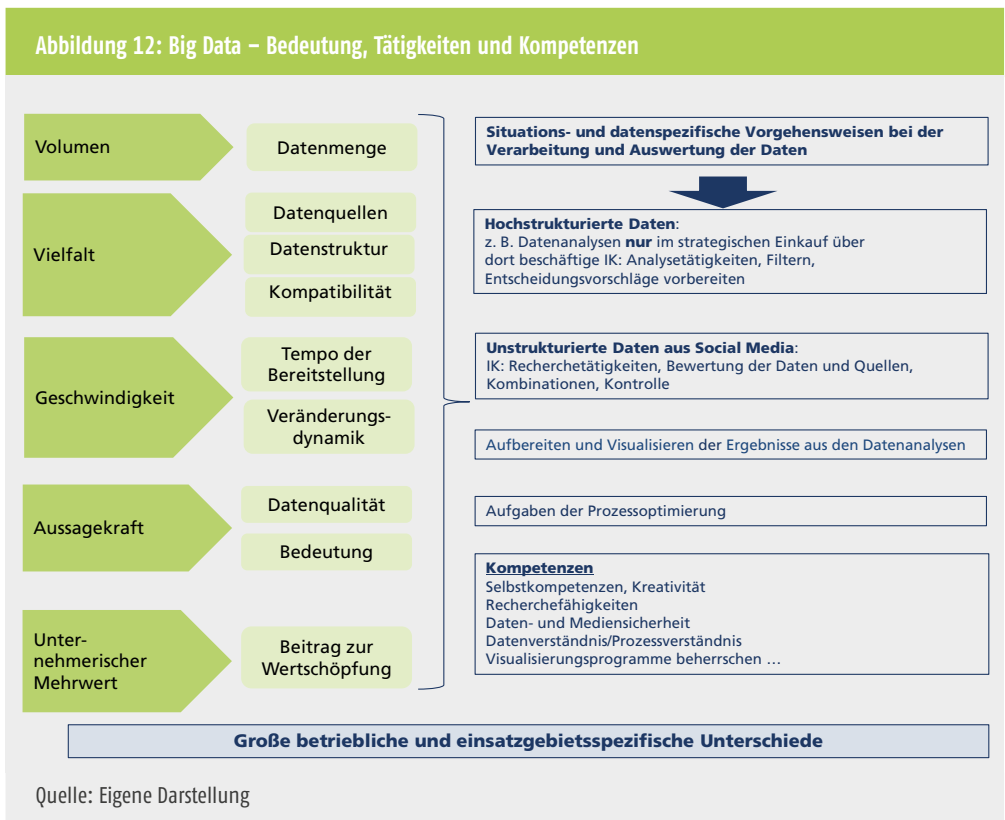 Abbildung 12: Big Data – Bedeutung, Tätigkeiten und Kompetenzen
Volumen
Datenmenge
Vielfalt
Datenquellen
Datenstruktur
Kompatibilität
Geschwindigkeit
Tempo der
Bereitstellung
Veränderungs-
dynamik
Aussagekraft
Datenqualität
Bedeutung
Unter-
nehmerischer
Mehrwert
Beitrag zur
Wertschöpfung
Situations- und datenspezifische Vorgehensweisen bei der
Verarbeitung und Auswertung der Daten
Hochstrukturierte Daten:
z. B. Datenanalysen nur im strategischen Einkauf über
dort beschäftige IK: Analysetätigkeiten, Filtern,
Entscheidungsvorschläge vorbereiten
Unstrukturierte Daten aus Social Media:
IK: Recherchetätigkeiten, Bewertung der Daten und Quellen,
Kombinationen, Kontrolle
Aufbereiten und Visualisieren der Ergebnisse aus den Datenanalysen
Aufgaben der Prozessoptimierung
Kompetenzen
Selbstkompetenzen, Kreativität
Recherchefähigkeiten
Daten- und Mediensicherheit
Datenverständnis/Prozessverständnis
Visualisierungsprogramme beherrschen …
Große betriebliche und einsatzgebietsspezifische Unterschiede
Quelle: Eigene Darstellung